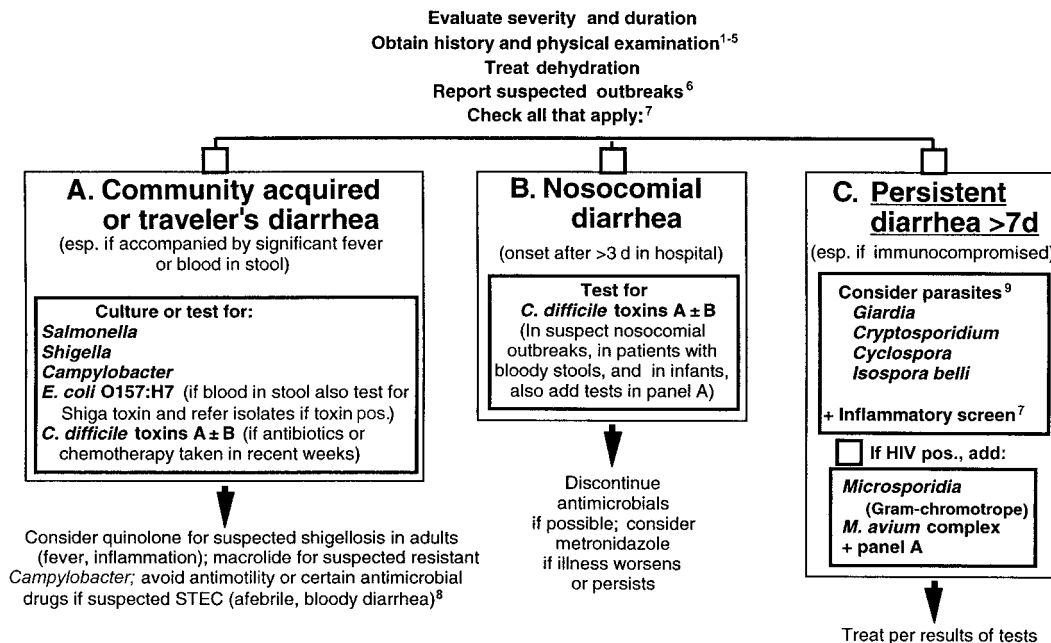 Evaluate severity and duration
Obtain history and physical examination1-5
Treat dehydration
Report suspected outbreaks6
Check all that apply:7
A. Community acquired
or traveler's diarrhea
(esp. if accompanied by significant fever
or blood in stool)
Culture or test for:
Salmonella
Shigella
Campylobacter
E. coli O157:H7 (if blood in stool also test for
Shiga toxin and refer isolates if toxin pos.)
C. difficile toxins A ± B (if antibiotics or
chemotherapy taken in recent weeks)
Consider quinolone for suspected shigellosis in adults
(fever, inflammation); macrolide for suspected resistant
Campylobacter; avoid antimotility or certain antimicrobial
drugs if suspected STEC (afebrile, bloody diarrhea)8
B. Nosocomial
diarrhea
(onset after >3 d in hospital)
Test for
C. difficile toxins A ± B
(In suspect nosocomial
outbreaks, in patients with
bloody stools, and in infants,
also add tests in panel A)
Discontinue
antimicrobials
if possible; consider
metronidazole
if illness worsens
or persists
C. Persistent
diarrhea >7d
(esp. if immunocompromised)
Consider parasites9
Giardia
Cryptosporidium
Cyclospora
Isospora belli
+ Inflammatory screen7
If HIV pos., add:
Microsporidia
(Gram-chromotrope)
M. avium complex
+ panel A
Treat per results of tests